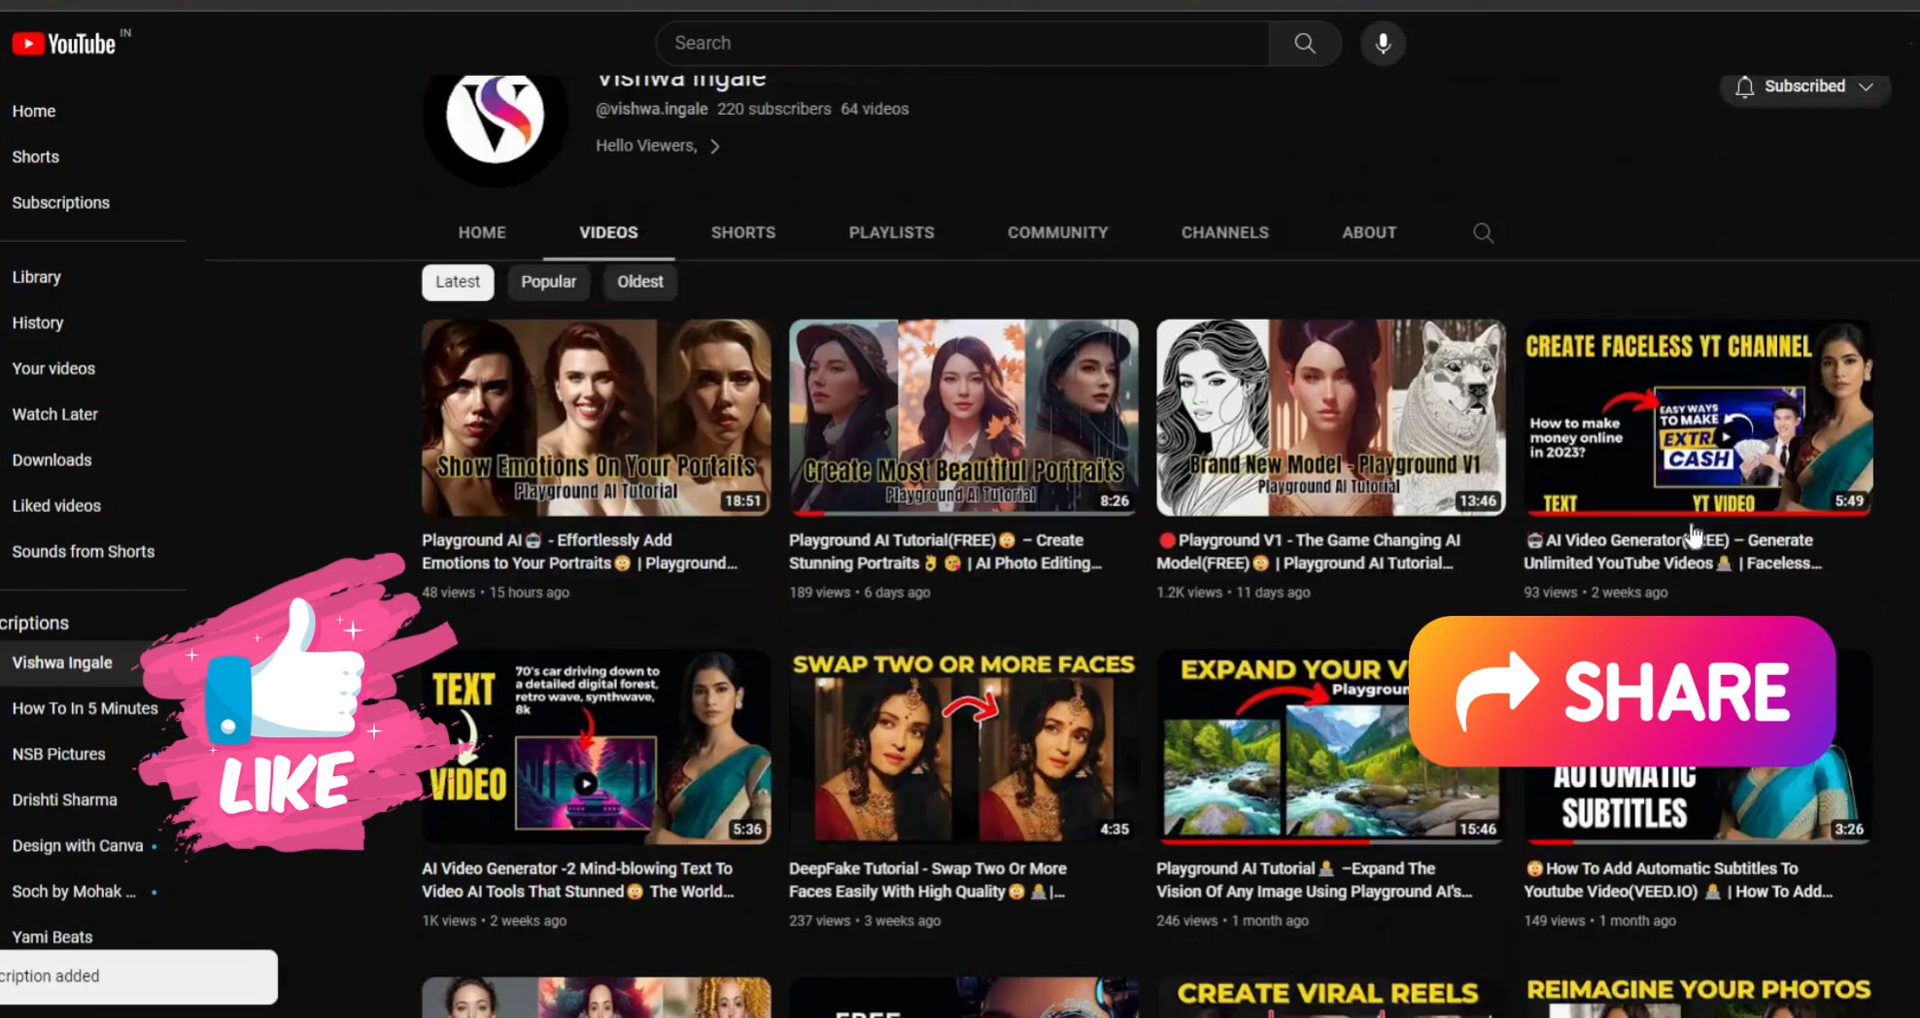 YouTube IN
Search
Vishwa Ingale
@vishwa.ingale 220 subscribers 64 videos
Hello Viewers,
Subscribed
Home
Shorts
Subscriptions
Library
History
Your videos
Watch Later
Downloads
Liked videos
Sounds from Shorts
criptions
Vishwa Ingale
How To In 5 Minutes
NSB Pictures
Drishti Sharma
Design with Canva
Soch by Mohak ...
Yami Beats
cription added
LIKE
HOME VIDEOS SHORTS PLAYLISTS COMMUNITY CHANNELS ABOUT
Latest Popular Oldest
Show Emotions On Your Portaits
Playground AI Tutorial
18:51
Playground AI🤖 - Effortlessly Add
Emotions to Your Portraits😳 | Playground...
48 views • 15 hours ago
Create Most Beautiful Portraits
Playground AI Tutorial
8:26
Playground AI Tutorial(FREE)😳 – Create
Stunning Portraits👌😘 | AI Photo Editing...
189 views • 6 days ago
Brand New Model - Playground V1
Playground AI Tutorial
13:46
🔴Playground V1 - The Game Changing AI
Model(FREE)😳 | Playground AI Tutorial...
1.2K views • 11 days ago
CREATE FACELESS YT CHANNEL
How to make
money online
in 2023?
EASY WAYS
TO MAKE
EXTRA
CASH
TEXT YT VIDEO
5:49
🤖AI Video Generator( EE) – Generate
Unlimited YouTube Videos | Faceless...
93 views • 2 weeks ago
TEXT
VIDEO
70's car driving down to
a detailed digital forest,
retro wave, synthwave,
8k
5:36
AI Video Generator -2 Mind-blowing Text To
Video AI Tools That Stunned😳 The World...
1K views • 2 weeks ago
SWAP TWO OR MORE FACES
4:35
DeepFake Tutorial - Swap Two Or More
Faces Easily With High Quality😳 |...
237 views • 3 weeks ago
EXPAND YOUR V
Playgroun
15:46
Playground AI Tutorial –Expand The
Vision Of Any Image Using Playground AI's...
246 views • 1 month ago
SHARE
AUTOMATIC
SUBTITLES
3:26
😳How To Add Automatic Subtitles To
Youtube Video(VEED.IO) | How To Add...
149 views • 1 month ago
FREE
CREATE VIRAL REELS
REIMAGINE YOUR PHOTOS